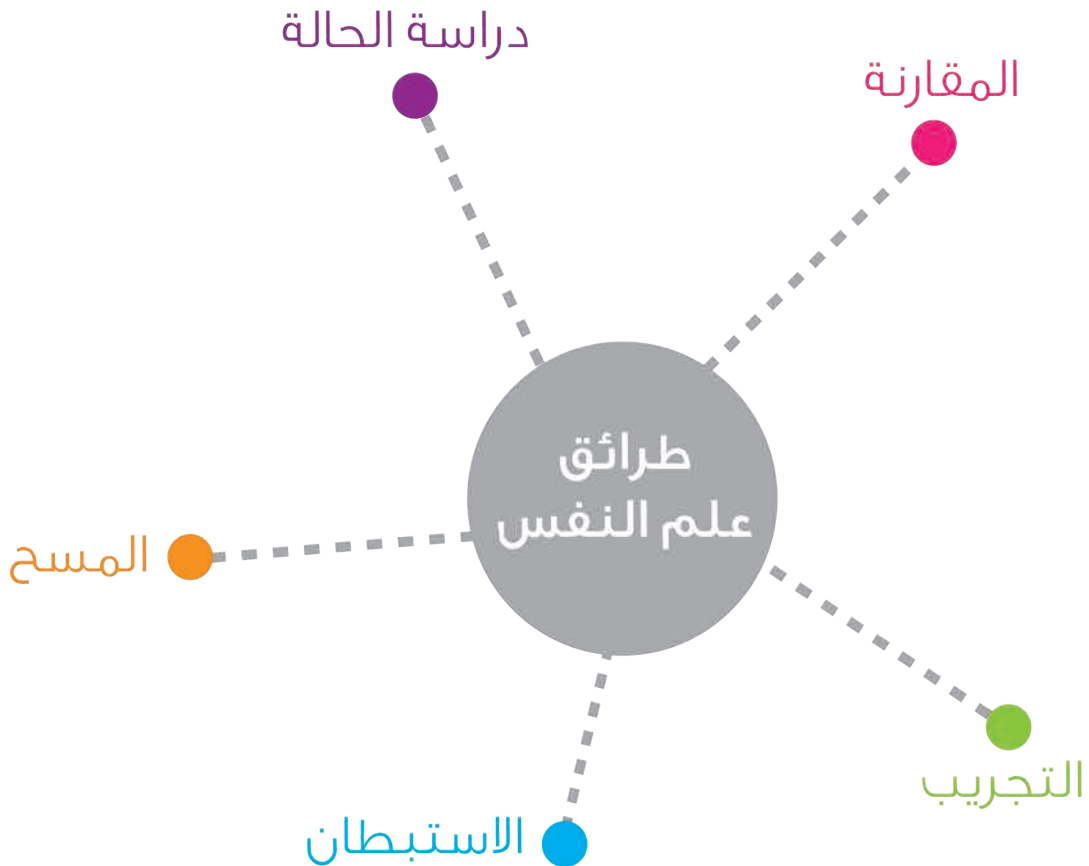 دراسة الحالة
المقارنة
طرائق
علم النفس
المسح
التجريب
الاستبطان